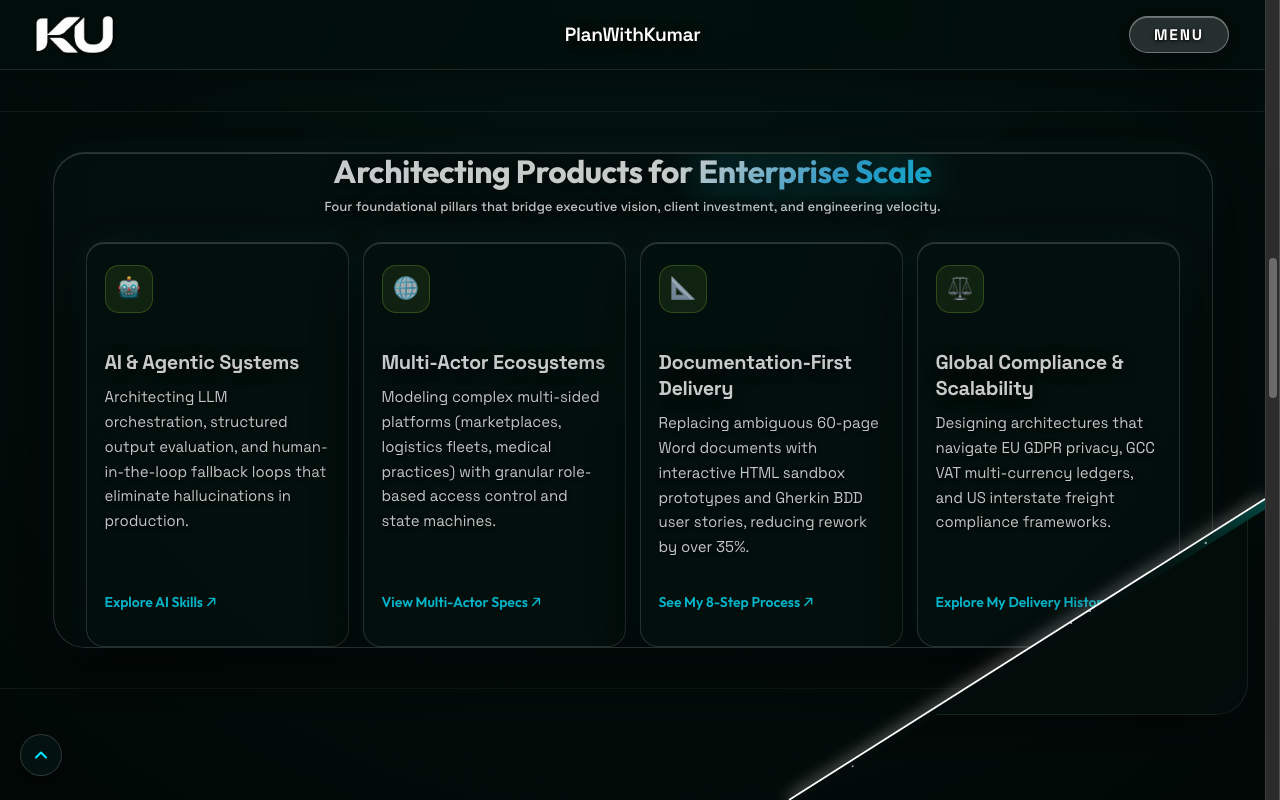 KU
PlanWithKumar
MENU
Architecting Products for Enterprise Scale
Four foundational pillars that bridge executive vision, client investment, and engineering velocity.
AI & Agentic Systems
Architecting LLM
orchestration, structured
output evaluation, and human-
in-the-loop fallback loops that
eliminate hallucinations in
production.
Explore AI Skills ↗
Multi-Actor Ecosystems
Modeling complex multi-sided
platforms (marketplaces,
logistics fleets, medical
practices) with granular role-
based access control and
state machines.
View Multi-Actor Specs ↗
Documentation-First
Delivery
Replacing ambiguous 60-page
Word documents with
interactive HTML sandbox
prototypes and Gherkin BDD
user stories, reducing rework
by over 35%.
See My 8-Step Process ↗
Global Compliance &
Scalability
Designing architectures that
navigate EU GDPR privacy, GCC
VAT multi-currency ledgers,
and US interstate freight
compliance frameworks.
Explore My Delivery